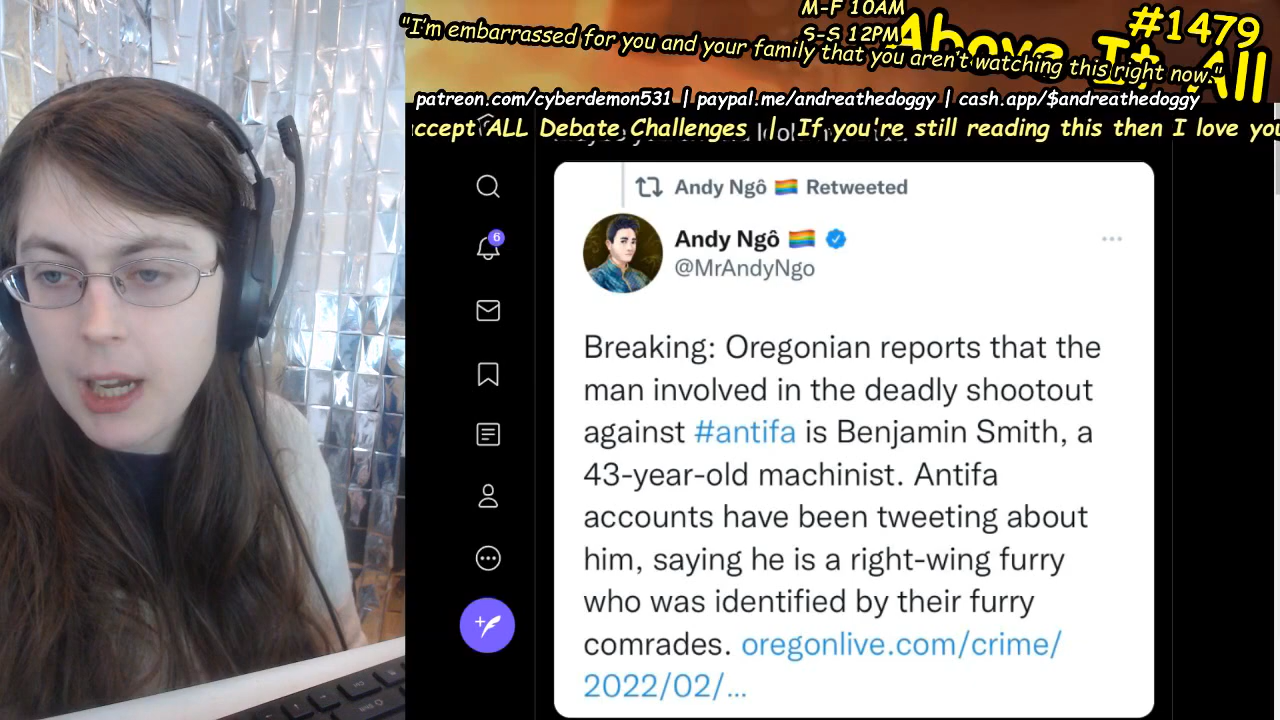 M-F 10AM
S-S 12PM
Above It All
#1479
"I'm embarrassed for you and your family that you aren't watching this right now."
patreon.com/cyberdemon531 | paypal.me/andreathedoggy | cash.app/$andreathedoggy
ccept ALL Debate Challenges | If you're still reading this then I love you
6
Andy Ngô 🏳️‍🌈 Retweeted
Andy Ngô 🏳️‍🌈
@MrAndyNgo
Breaking: Oregonian reports that the
man involved in the deadly shootout
against #antifa is Benjamin Smith, a
43-year-old machinist. Antifa
accounts have been tweeting about
him, saying he is a right-wing furry
who was identified by their furry
comrades. oregonlive.com/crime/
2022/02/...